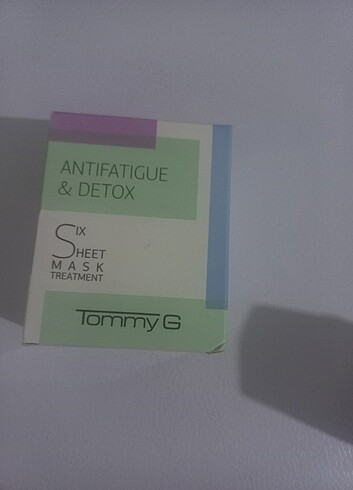 ANTIFATIGUE
& DETOX
SIX
SHEET
MASK
TREATMENT
Tommy G